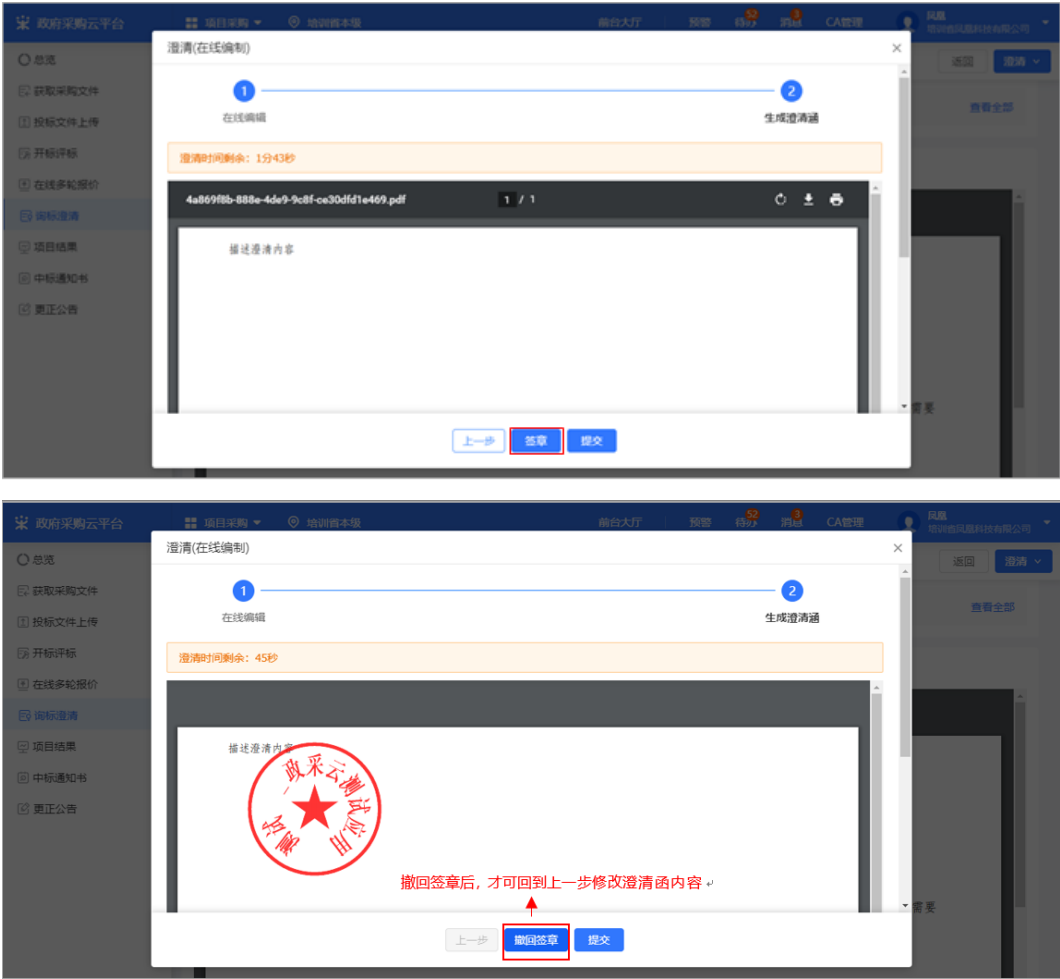 政府采购云平台 项目采购 培训省本级 前台大厅 预警 待办 52 消息 3 CA管理 凤凰
培训省凤凰科技有限公司
澄清(在线编制)
返回 澄清
总览
获取采购文件
投标文件上传
开标评标
在线多轮报价
询标澄清
项目结果
中标通知书
更正公告
查看全部
1 2
在线编辑 生成澄清函
澄清时间剩余：1分43秒
4a869f8b-888e-4de9-9c8f-ce30dfd1e469.pdf 1 / 1
描述澄清内容
需要
上一步 签章 提交
政府采购云平台 项目采购 培训省本级 前台大厅 预警 待办 52 消息 3 CA管理 凤凰
培训省凤凰科技有限公司
澄清(在线编制)
返回 澄清
总览
获取采购文件
投标文件上传
开标评标
在线多轮报价
询标澄清
项目结果
中标通知书
更正公告
查看全部
1 2
在线编辑 生成澄清函
澄清时间剩余：45秒
描述澄清内容
测试_政采云测试应用
撤回签章后，才可回到上一步修改澄清函内容
需要
上一步 撤回签章 提交